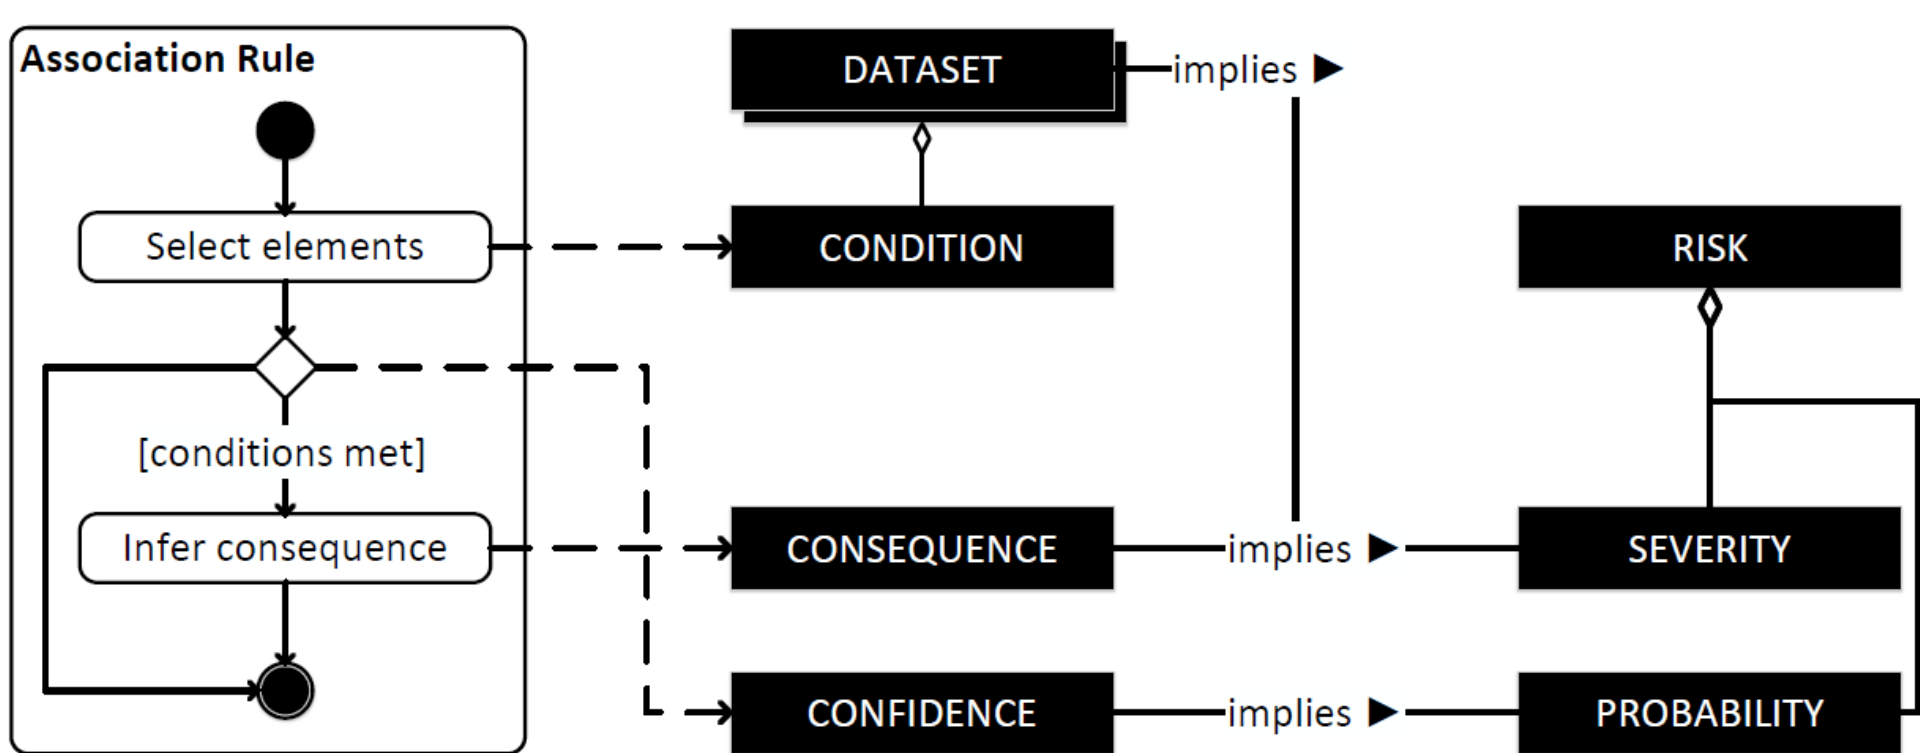 Association Rule
Select elements
[conditions met]
Infer consequence
DATASET
implies ►
CONDITION
RISK
CONSEQUENCE
implies ►
SEVERITY
CONFIDENCE
implies ►
PROBABILITY